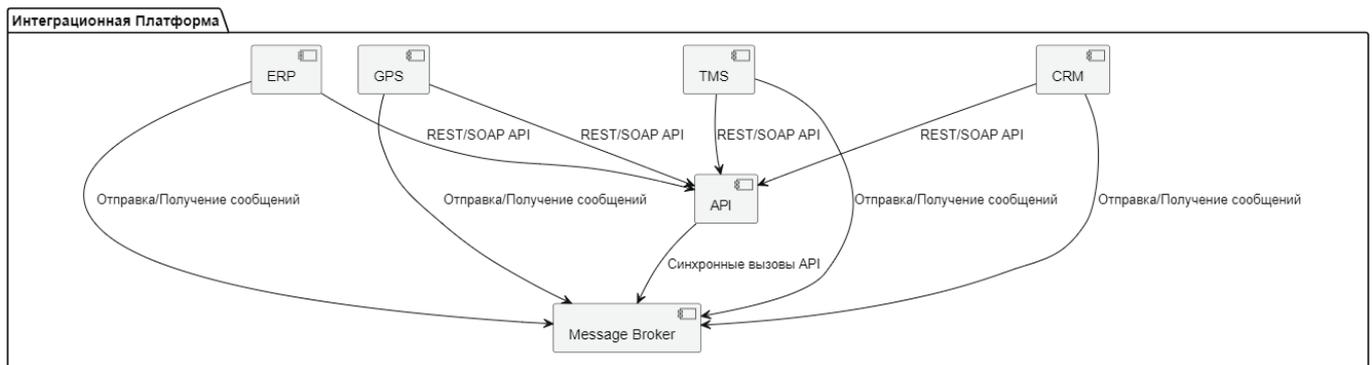 Интеграционная Платформа
ERP
GPS
TMS
CRM
REST/SOAP API
REST/SOAP API
REST/SOAP API
REST/SOAP API
Отправка/Получение сообщений
Отправка/Получение сообщений
API
Отправка/Получение сообщений
Отправка/Получение сообщений
Синхронные вызовы API
Message Broker